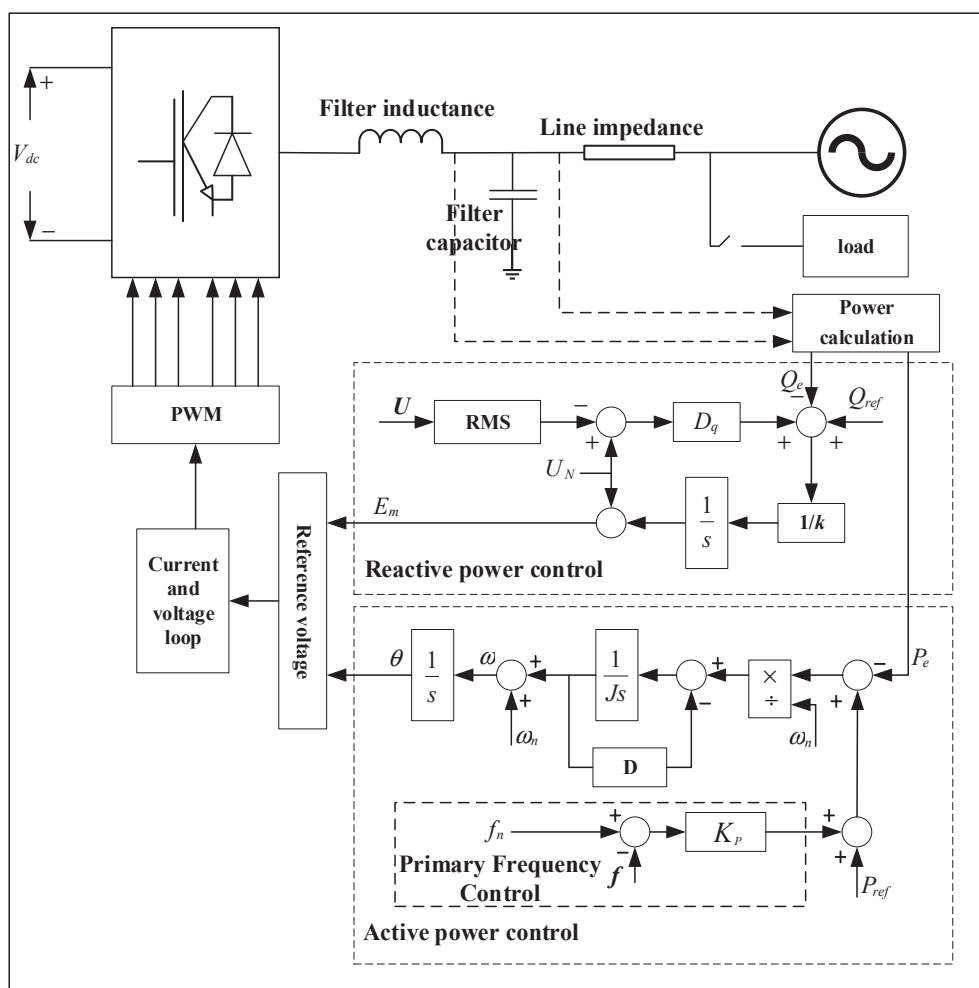 +
V_dc
−
Filter inductance
Line impedance
Filter
capacitor
load
Power
calculation
PWM
U
RMS
−
+
U_N
D_q
Q_e
−
Q_ref
+
+
E_m
1/s
1/k
Reactive power control
Reference voltage
Current
and
voltage
loop
θ
1/s
ω
+
+
ω_n
1/Js
+
−
D
×
÷
ω_n
−
+
P_e
f_n
+
−
f
K_P
+
+
P_ref
Primary Frequency
Control
Active power control